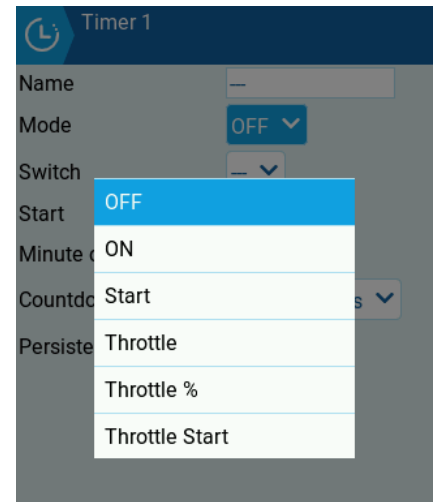 Timer 1
Name
---
Mode
OFF
Switch
---
Start
Minute
Countdo
s
Persiste
OFF
ON
Start
Throttle
Throttle %
Throttle Start